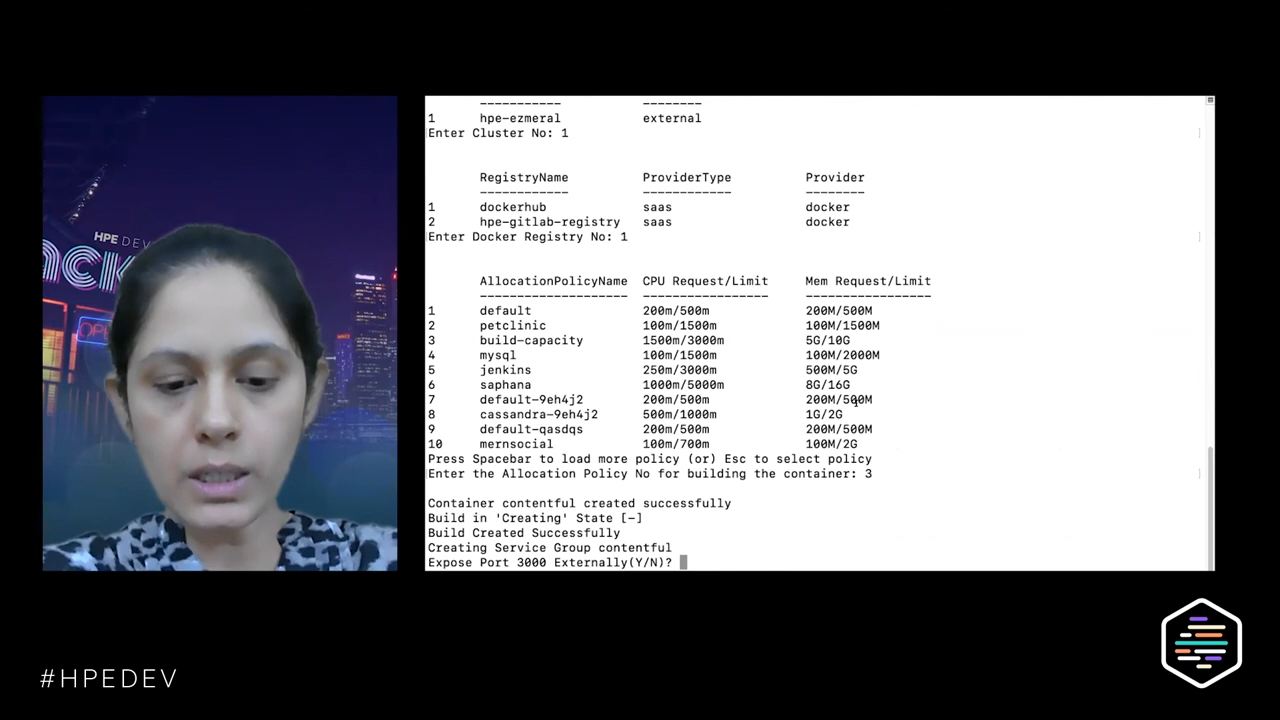 HPE DEV
ACK
OPE
----------- --------
1 hpe-ezmeral external
Enter Cluster No: 1
RegistryName ProviderType Provider
------------ ------------ --------
1 dockerhub saas docker
2 hpe-gitlab-registry saas docker
Enter Docker Registry No: 1
AllocationPolicyName CPU Request/Limit Mem Request/Limit
-------------------- ----------------- -----------------
1 default 200m/500m 200M/500M
2 petclinic 100m/1500m 100M/1500M
3 build-capacity 1500m/3000m 5G/10G
4 mysql 100m/1500m 100M/2000M
5 jenkins 250m/3000m 500M/5G
6 saphana 1000m/5000m 8G/16G
7 default-9eh4j2 200m/500m 200M/500M
8 cassandra-9eh4j2 500m/1000m 1G/2G
9 default-qasdqs 200m/500m 200M/500M
10 mernsocial 100m/700m 100M/2G
Press Spacebar to load more policy (or) Esc to select policy
Enter the Allocation Policy No for building the container: 3
Container contentful created successfully
Build in 'Creating' State [-]
Build Created Successfully
Creating Service Group contentful
Expose Port 3000 Externally(Y/N)?
#HPEDEV